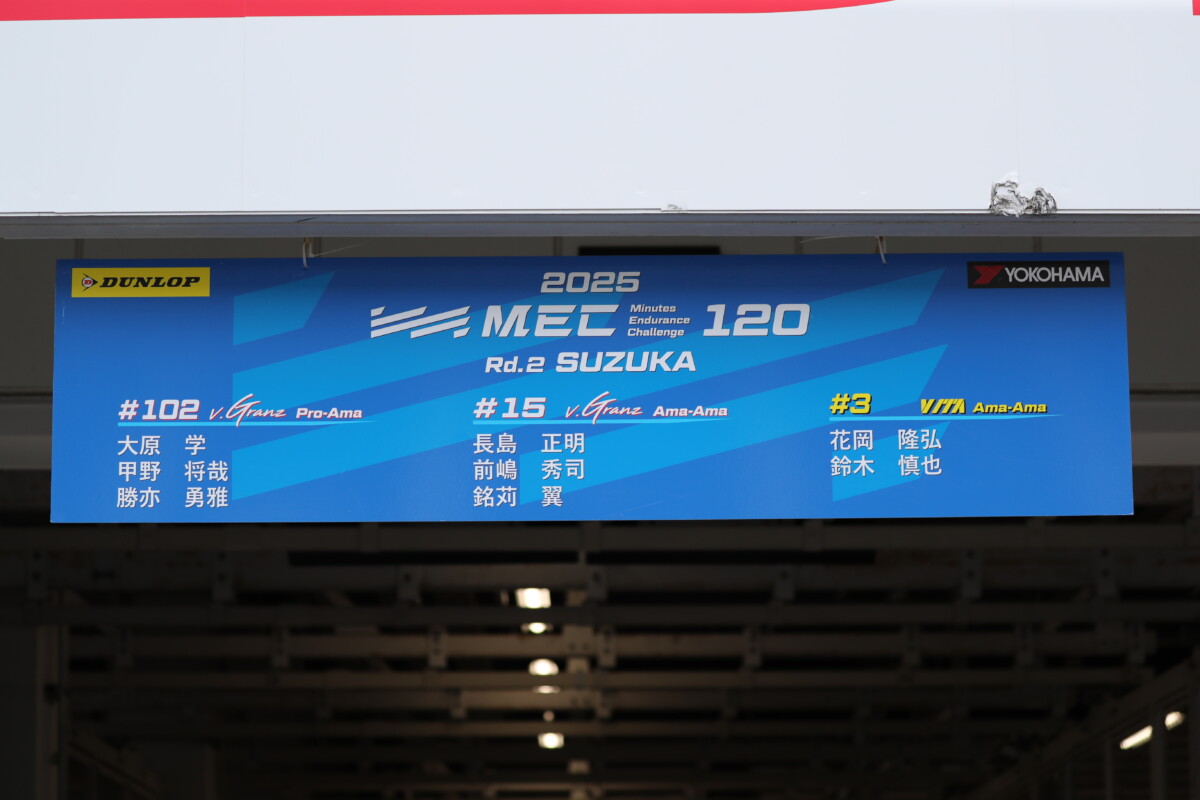 DUNLOP
YOKOHAMA
2025
MEC Minutes Endurance Challenge 120
Rd.2 SUZUKA
#102 v.Granz Pro-Ama
大原 学
甲野 将哉
勝亦 勇雅
#15 v.Granz Ama-Ama
長島 正明
前嶋 秀司
銘苅 翼
#3 VITA Ama-Ama
花岡 隆弘
鈴木 慎也